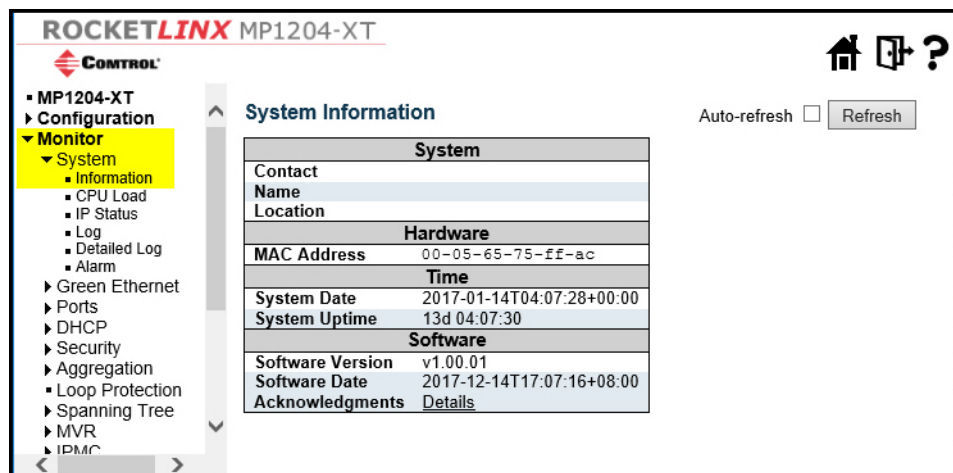 ROCKETLINX MP1204-XT
COMTROL
MP1204-XT
Configuration
Monitor
System
Information
CPU Load
IP Status
Log
Detailed Log
Alarm
Green Ethernet
Ports
DHCP
Security
Aggregation
Loop Protection
Spanning Tree
MVR
IPMC
System Information
Auto-refresh Refresh
System
Contact
Name
Location
Hardware
MAC Address 00-05-65-75-ff-ac
Time
System Date 2017-01-14T04:07:28+00:00
System Uptime 13d 04:07:30
Software
Software Version v1.00.01
Software Date 2017-12-14T17:07:16+08:00
Acknowledgments Details